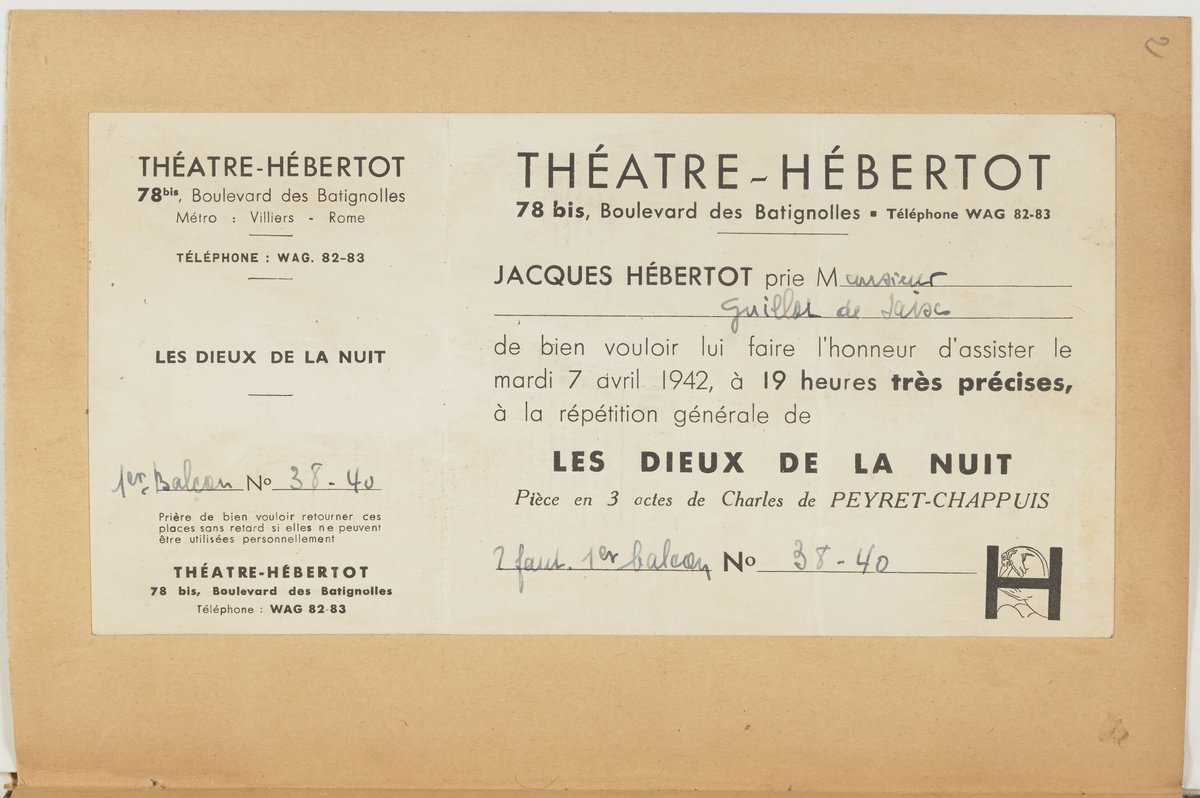 THÉATRE-HÉBERTOT
78bis, Boulevard des Batignolles
Métro : Villiers - Rome
TÉLÉPHONE : WAG. 82-83
LES DIEUX DE LA NUIT
1er Balcon No 38-40
Prière de bien vouloir retourner ces
places sans retard si elles ne peuvent
être utilisées personnellement
THÉATRE-HÉBERTOT
78 bis, Boulevard des Batignolles
Téléphone : WAG 82-83
THÉATRE-HÉBERTOT
78 bis, Boulevard des Batignolles ▪ Téléphone WAG 82-83
JACQUES HÉBERTOT prie Monsieur
Guillot de
de bien vouloir lui faire l'honneur d'assister le
mardi 7 avril 1942, à 19 heures très précises,
à la répétition générale de
LES DIEUX DE LA NUIT
Pièce en 3 actes de Charles de PEYRET-CHAPPUIS
2 faut. 1er balcon No 38-40
H
2